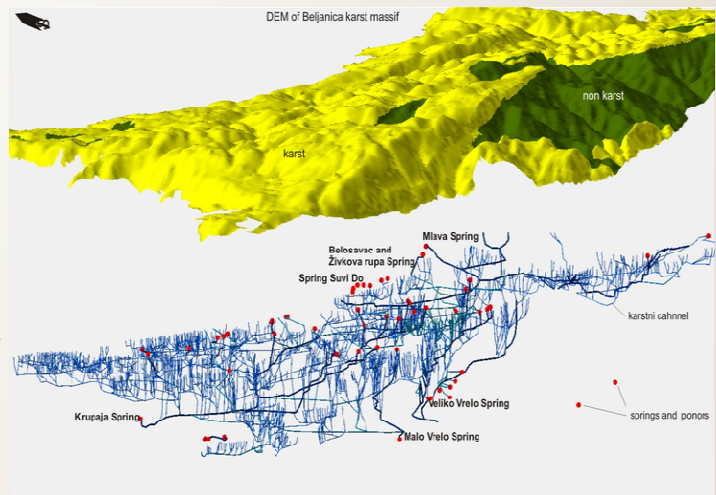 DEM of Beljanica karst massif
non karst
karst
Mlava Spring
Belosavac and
Živkova rupa Spring
Spring Suvi Do
karstni cahnnel
Veliko Vrelo Spring
Krupaja Spring
springs and ponors
Malo Vrelo Spring